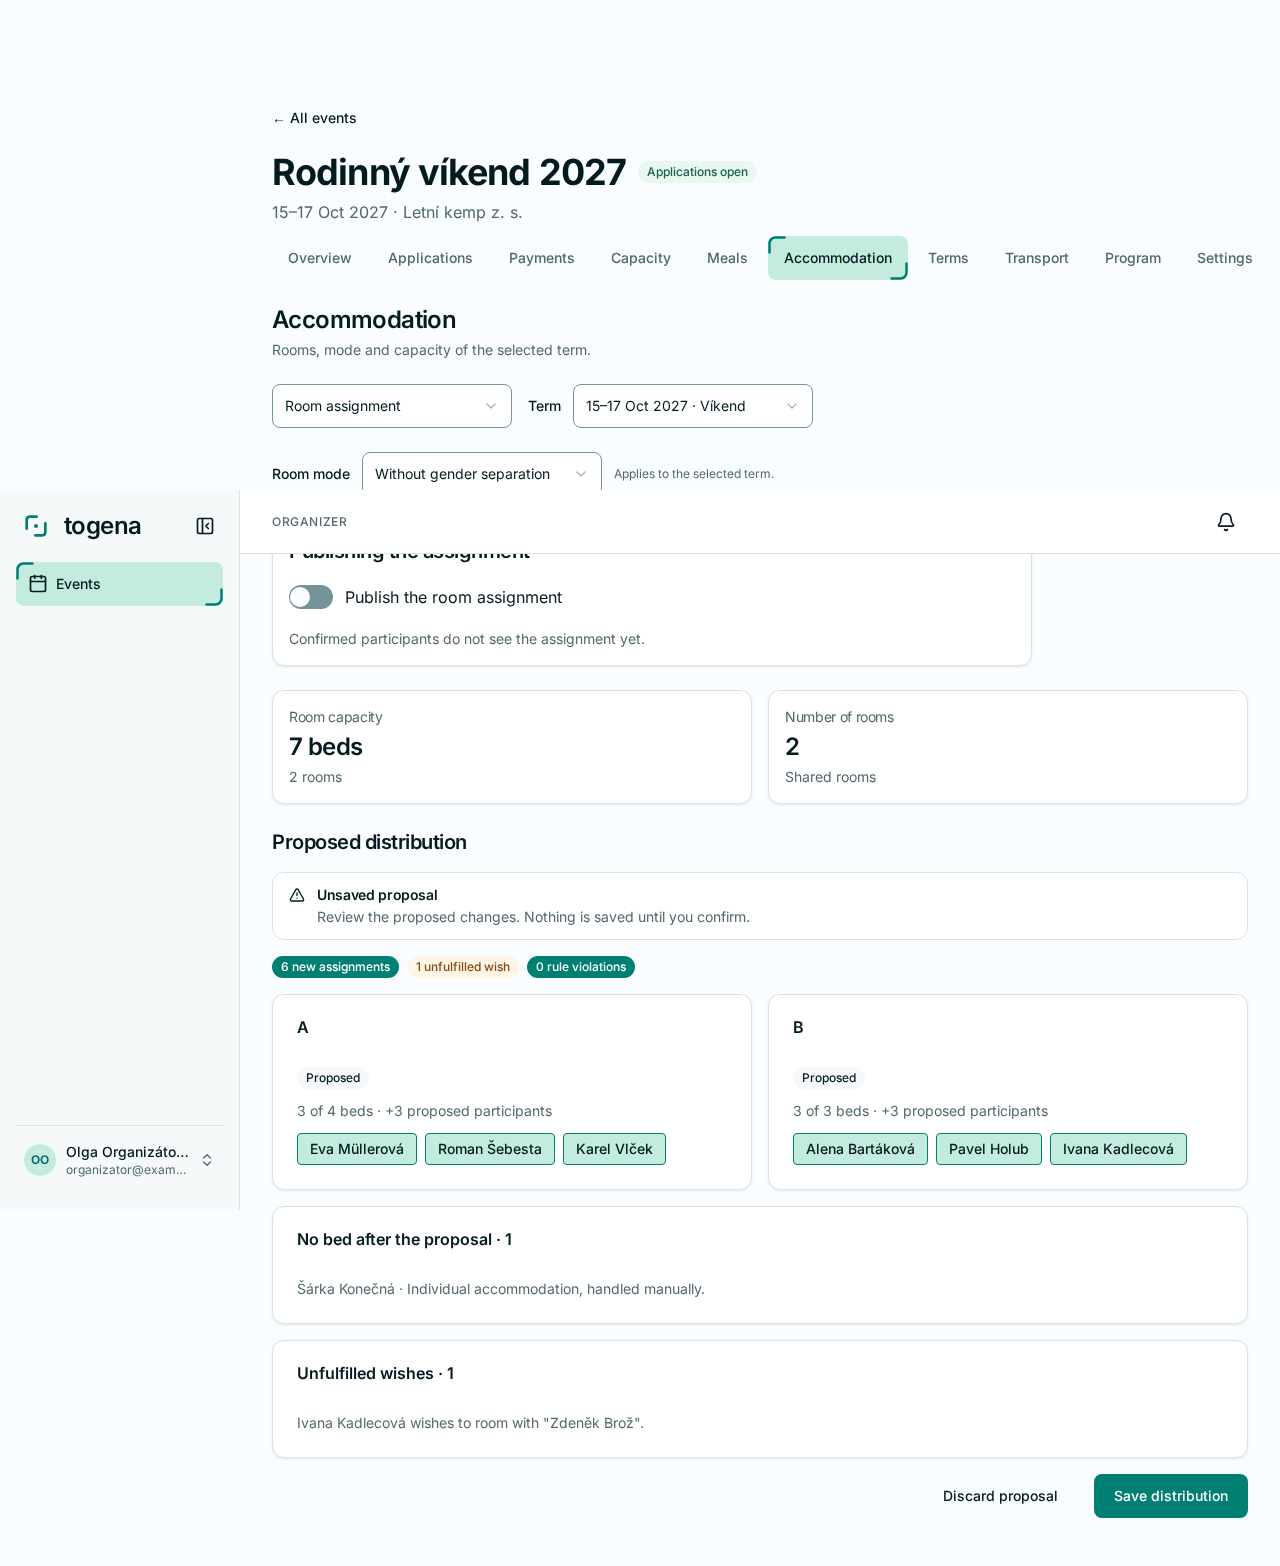 ← All events
Rodinný víkend 2027
Applications open
15–17 Oct 2027 · Letní kemp z. s.
Overview
Applications
Payments
Capacity
Meals
Accommodation
Terms
Transport
Program
Settings
Accommodation
Rooms, mode and capacity of the selected term.
Room assignment
Term
15–17 Oct 2027 · Víkend
Room mode
Without gender separation
Applies to the selected term.
togena
ORGANIZER
Events
Publishing the assignment
Publish the room assignment
Confirmed participants do not see the assignment yet.
Room capacity
7 beds
2 rooms
Number of rooms
2
Shared rooms
Proposed distribution
Unsaved proposal
Review the proposed changes. Nothing is saved until you confirm.
6 new assignments
1 unfulfilled wish
0 rule violations
A
Proposed
3 of 4 beds · +3 proposed participants
Eva Müllerová
Roman Šebesta
Karel Vlček
B
Proposed
3 of 3 beds · +3 proposed participants
Alena Bartáková
Pavel Holub
Ivana Kadlecová
OO
Olga Organizáto...
organizator@exam...
No bed after the proposal · 1
Šárka Konečná · Individual accommodation, handled manually.
Unfulfilled wishes · 1
Ivana Kadlecová wishes to room with "Zdeněk Brož".
Discard proposal
Save distribution